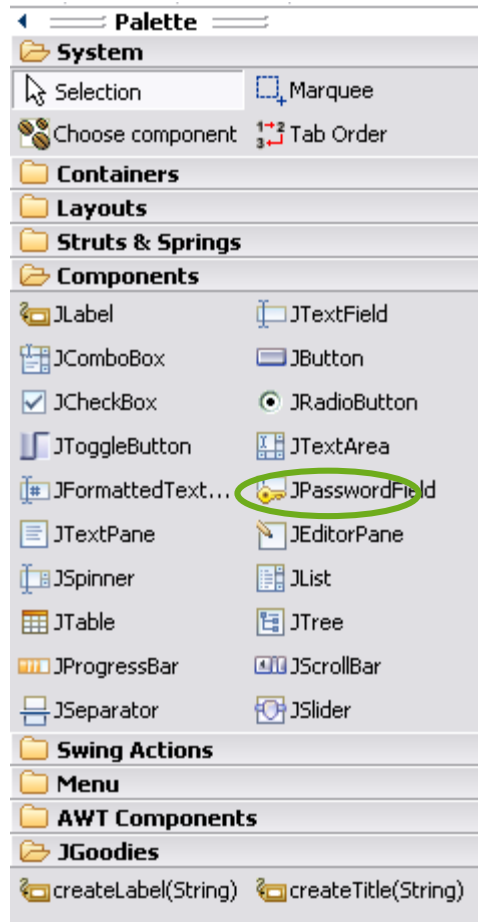 Palette
System
Selection Marquee
Choose component Tab Order
Containers
Layouts
Struts & Springs
Components
JLabel JTextField
JComboBox JButton
JCheckBox JRadioButton
JToggleButton JTextArea
JFormattedText... JPasswordField
JTextPane JEditorPane
JSpinner JList
JTable JTree
JProgressBar JScrollBar
JSeparator JSlider
Swing Actions
Menu
AWT Components
JGoodies
createLabel(String) createTitle(String)